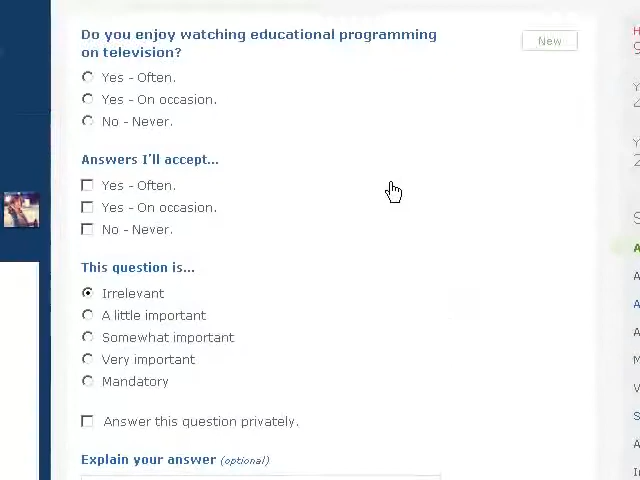 Do you enjoy watching educational programming
on television?
New
Yes - Often.
Yes - On occasion.
No - Never.
Answers I'll accept...
Yes - Often.
Yes - On occasion.
No - Never.
This question is...
Irrelevant
A little important
Somewhat important
Very important
Mandatory
Answer this question privately.
Explain your answer (optional)